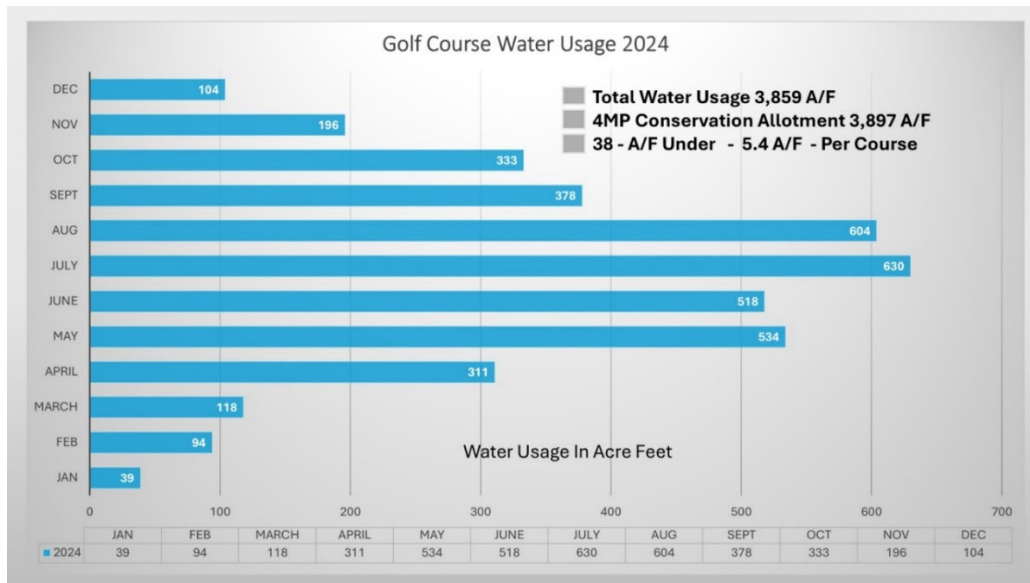 Golf Course Water Usage 2024
Total Water Usage 3,859 A/F
4MP Conservation Allotment 3,897 A/F
38 - A/F Under - 5.4 A/F - Per Course
DEC 104
NOV 196
OCT 333
SEPT 378
AUG 604
JULY 630
JUNE 518
MAY 534
APRIL 311
MARCH 118
FEB 94
JAN 39
Water Usage In Acre Feet
0 100 200 300 400 500 600 700
JAN FEB MARCH APRIL MAY JUNE JULY AUG SEPT OCT NOV DEC
2024 39 94 118 311 534 518 630 604 378 333 196 104